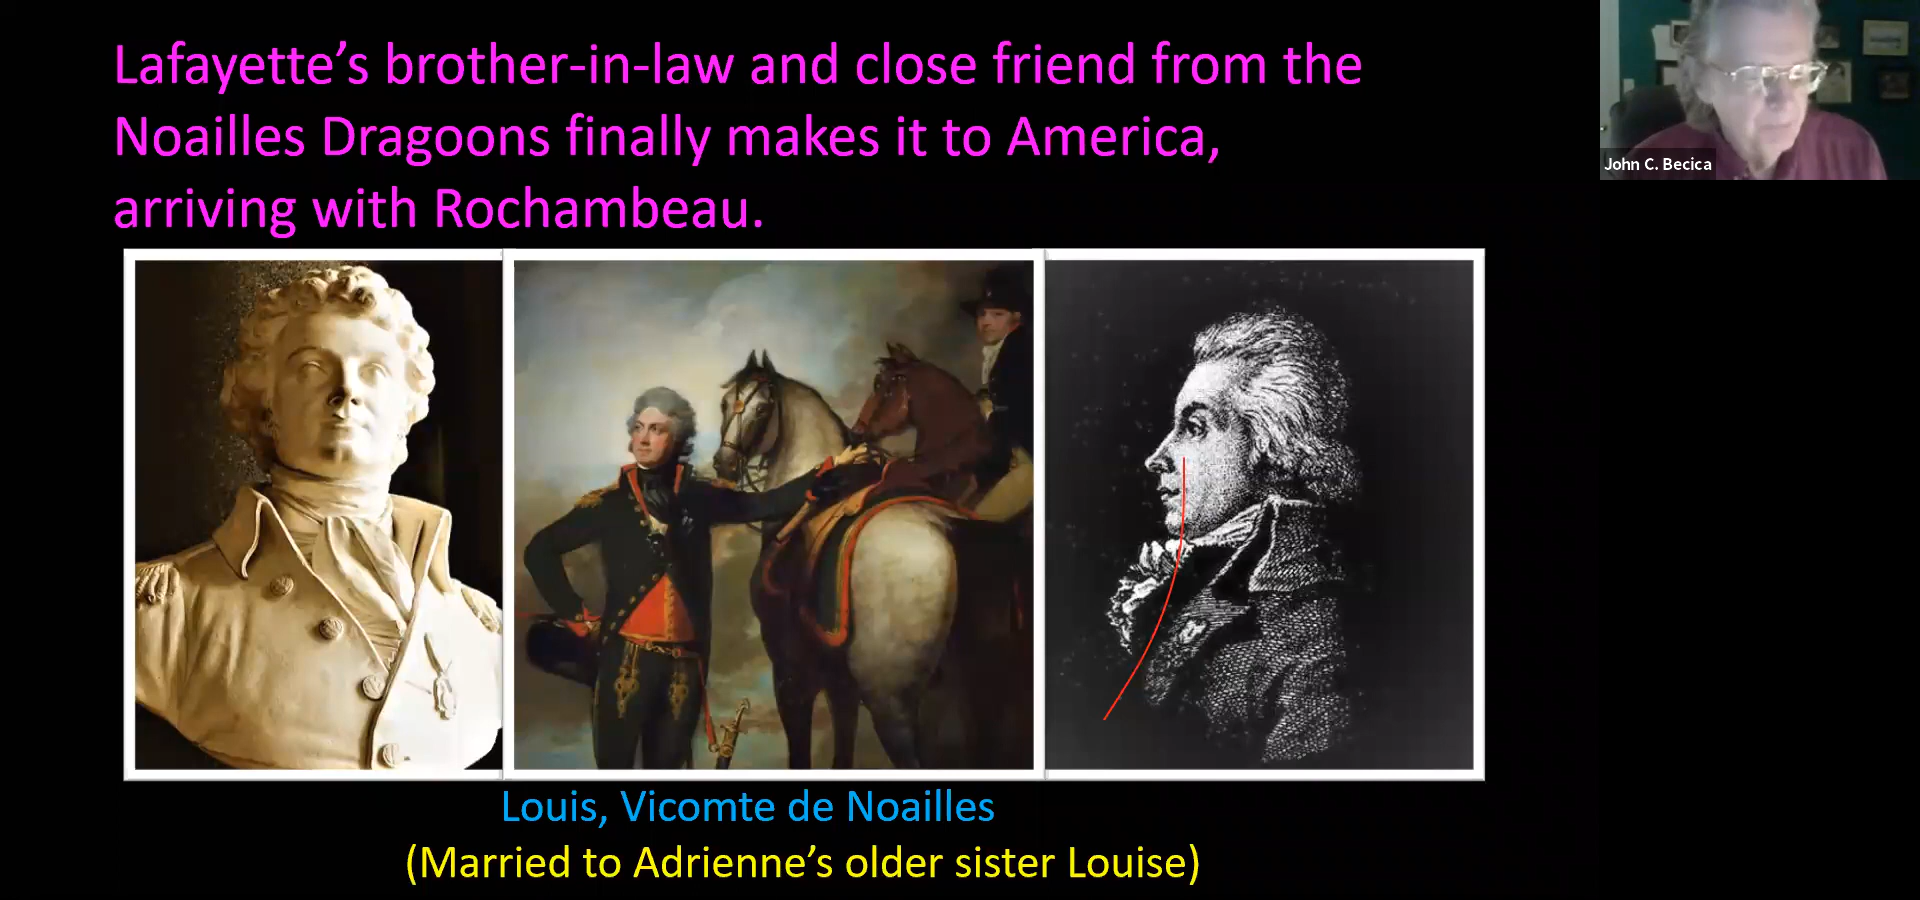 Lafayette’s brother-in-law and close friend from the
Noailles Dragoons finally makes it to America,
arriving with Rochambeau.
John C. Becica
Louis, Vicomte de Noailles
(Married to Adrienne’s older sister Louise)